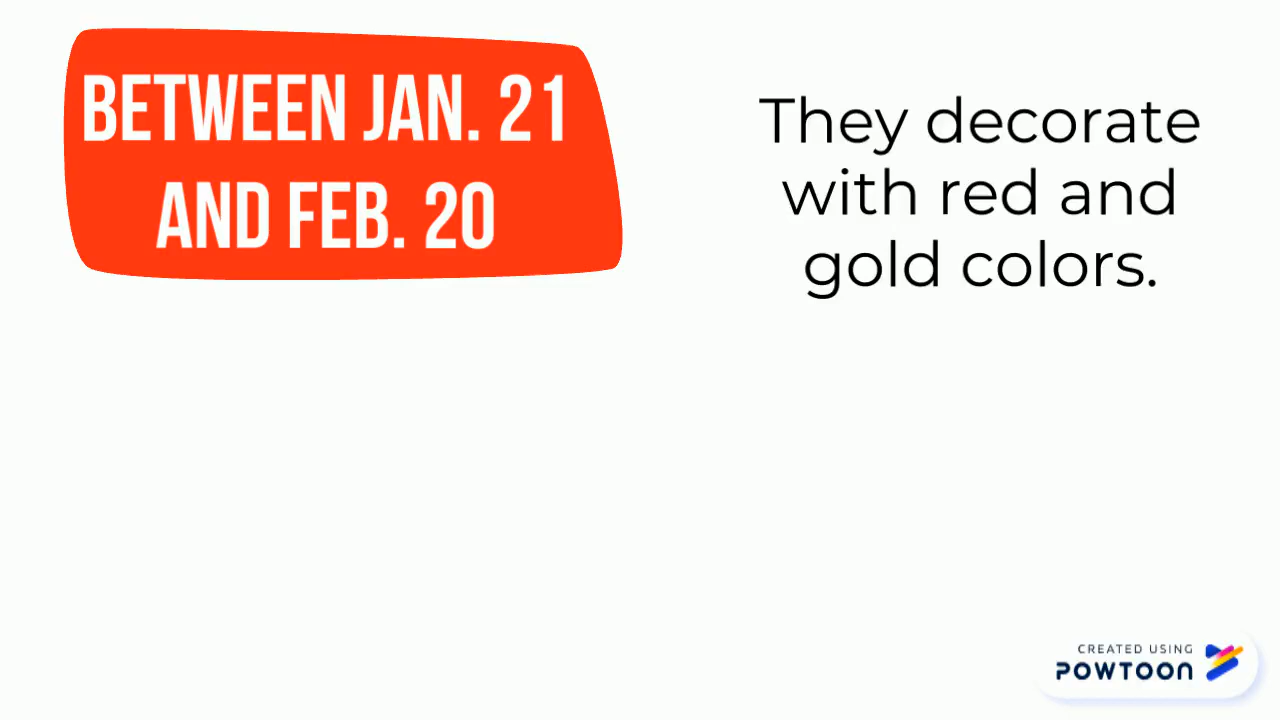 BETWEEN JAN. 21
AND FEB. 20
They decorate
with red and
gold colors.
CREATED USING
POWTOON